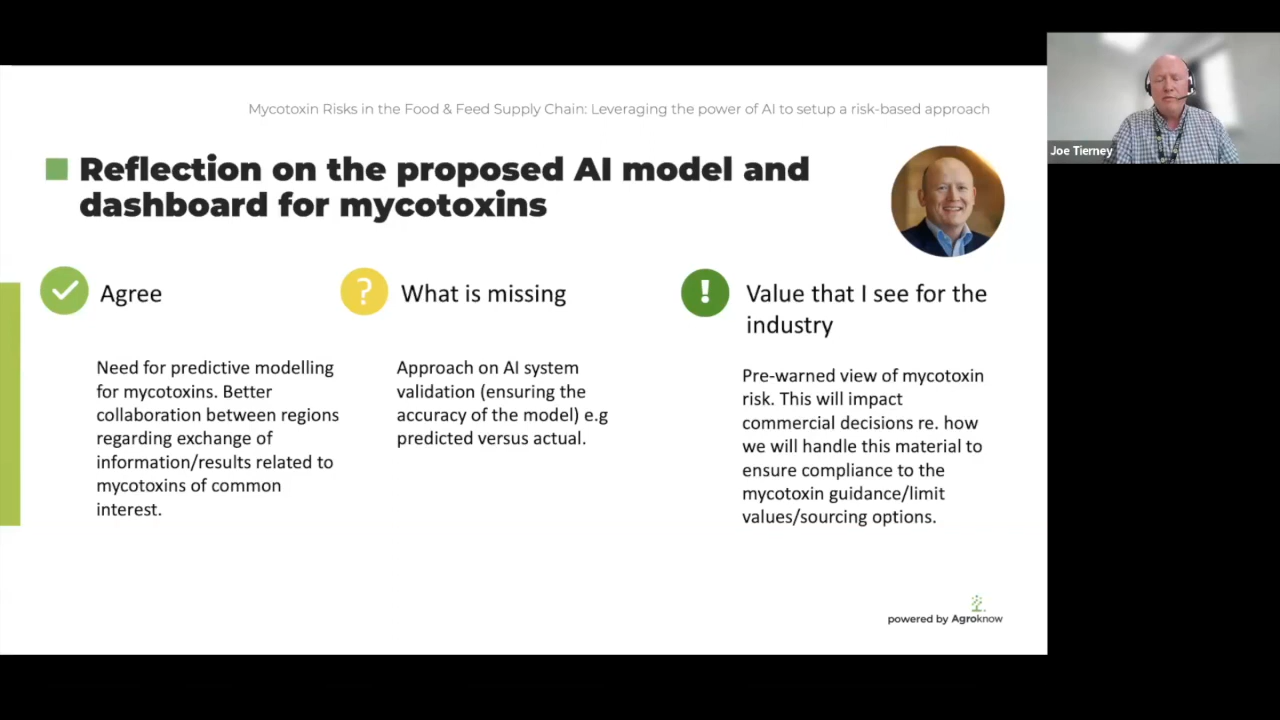 Mycotoxin Risks in the Food & Feed Supply Chain: Leveraging the power of AI to setup a risk-based approach
Joe Tierney
Reflection on the proposed AI model and
dashboard for mycotoxins
Agree
Need for predictive modelling
for mycotoxins. Better
collaboration between regions
regarding exchange of
information/results related to
mycotoxins of common
interest.
?
What is missing
Approach on AI system
validation (ensuring the
accuracy of the model) e.g
predicted versus actual.
!
Value that I see for the
industry
Pre-warned view of mycotoxin
risk. This will impact
commercial decisions re. how
we will handle this material to
ensure compliance to the
mycotoxin guidance/limit
values/sourcing options.
powered by Agroknow